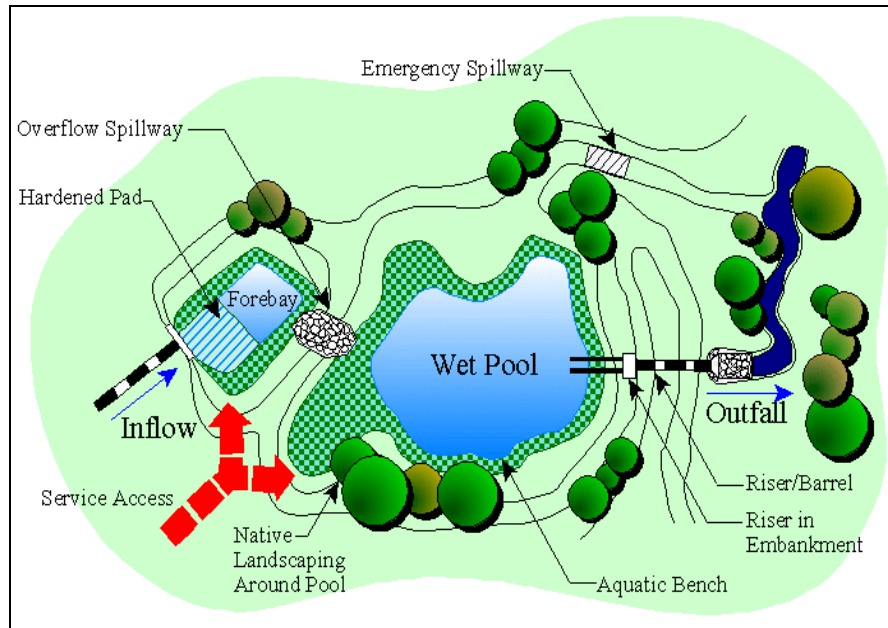 Emergency Spillway
Overflow Spillway
Hardened Pad
Forebay
Wet Pool
Inflow
Outfall
Service Access
Native
Landscaping
Around Pool
Riser/Barrel
Riser in
Embankment
Aquatic Bench